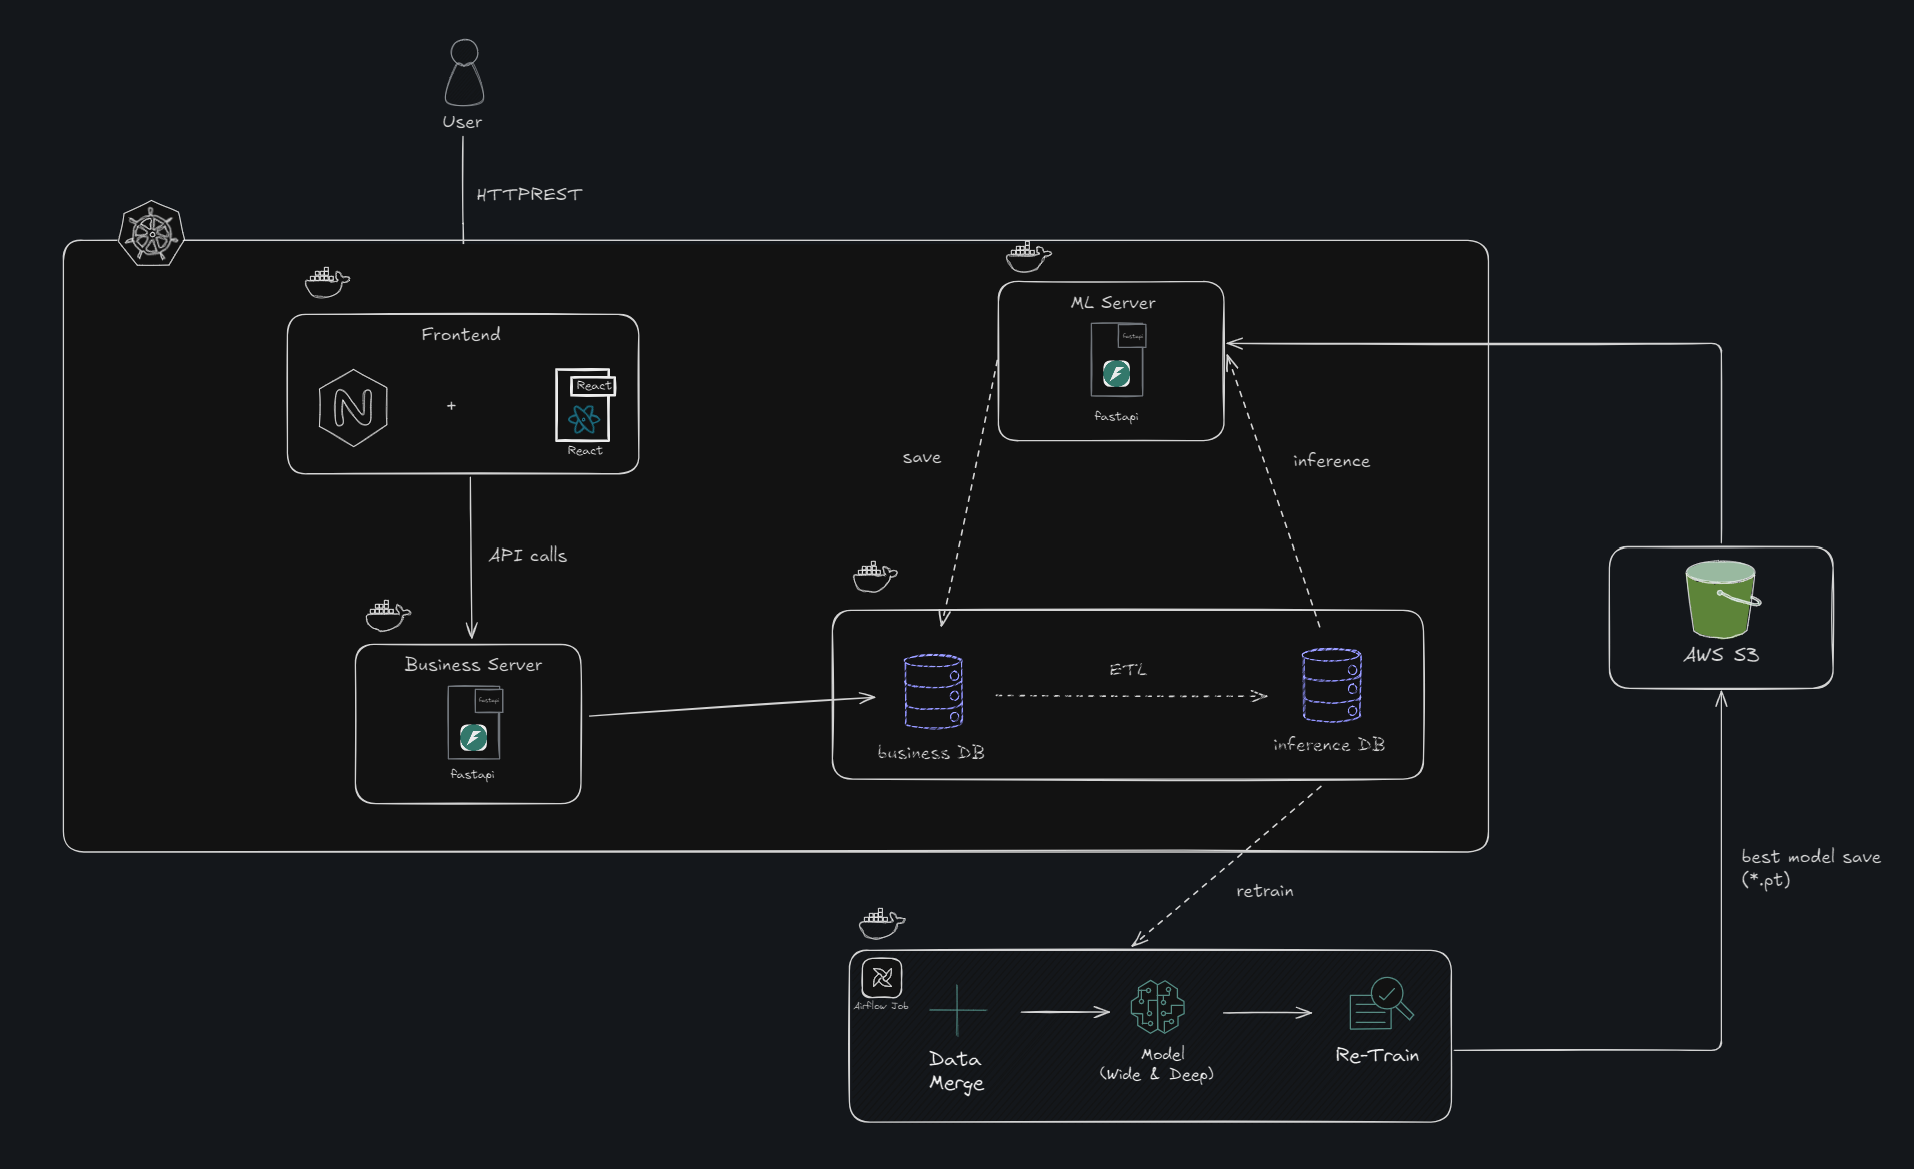 User
HTTPREST
Frontend
N
+
React
React
API calls
Business Server
fastapi
fastapi
ML Server
fastapi
fastapi
save
inference
ETL
business DB
inference DB
AWS S3
retrain
best model save
(*.pt)
Airflow Job
Data
Merge
Model
(Wide & Deep)
Re-Train